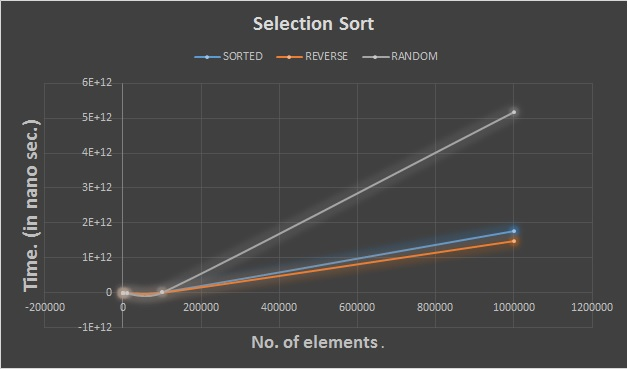 Selection Sort
SORTED REVERSE RANDOM
6E+12
5E+12
4E+12
3E+12
2E+12
1E+12
0
-1E+12
Time. (in nano sec.)
-200000 0 200000 400000 600000 800000 1000000 1200000
No. of elements .